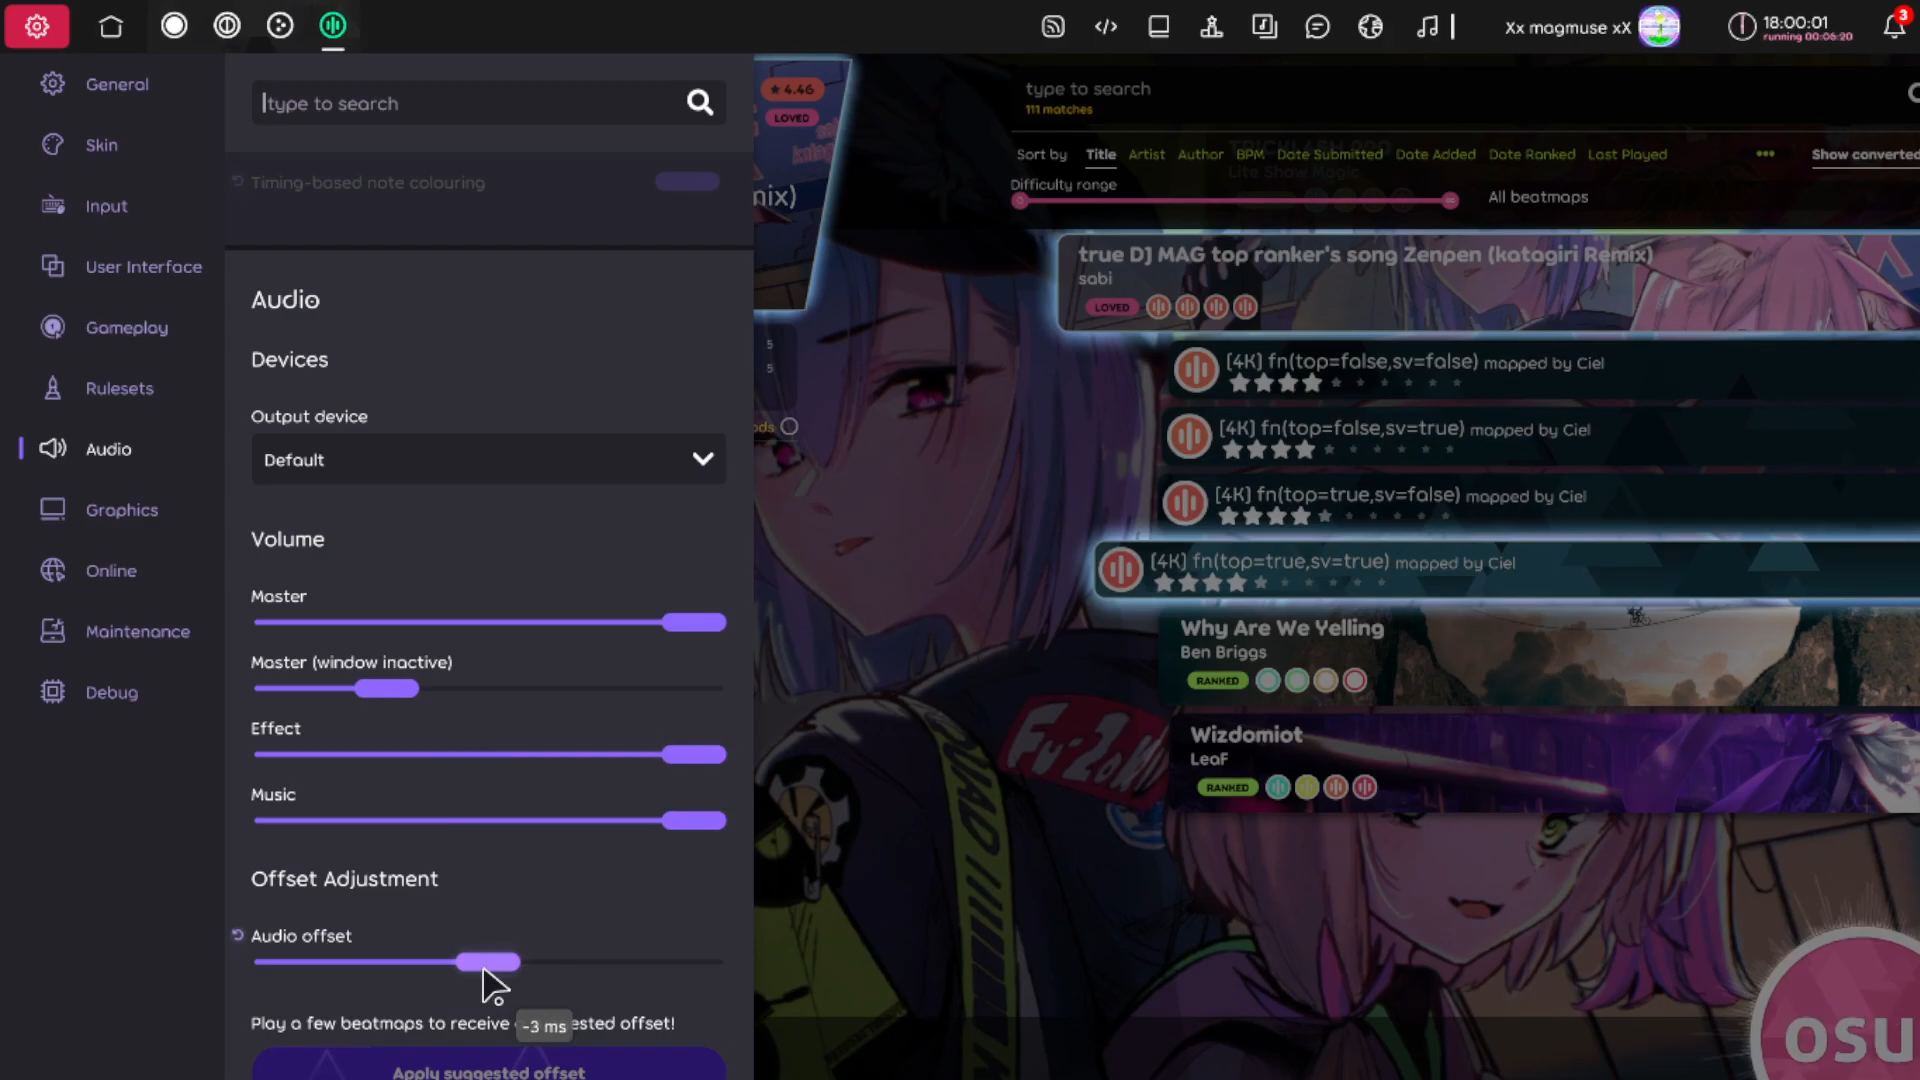 Xx magmuse xX
18:00:01
running 00:06:20
3
General
Skin
Input
User Interface
Gameplay
Rulesets
Audio
Graphics
Online
Maintenance
Debug
type to search
Timing-based note colouring
Audio
Devices
Output device
Default
Volume
Master
Master (window inactive)
Effect
Music
Offset Adjustment
Audio offset
Play a few beatmaps to receive
ested offset!
-3 ms
Apply suggested offset
4.46
LOVED
nix)
5
5
ods
type to search
111 matches
Sort by Title Artist Author BPM Date Submitted Date Added Date Ranked Last Played
Show converted
Lite Show Magic
Difficulty range
0
∞
All beatmaps
true DJ MAG top ranker's song Zenpen (katagiri Remix)
sabi
LOVED
[4K] fn(top=false,sv=false) mapped by Ciel
[4K] fn(top=false,sv=true) mapped by Ciel
[4K] fn(top=true,sv=false) mapped by Ciel
[4K] fn(top=true,sv=true) mapped by Ciel
Why Are We Yelling
Ben Briggs
RANKED
Wizdomiot
Leaf
RANKED
osu